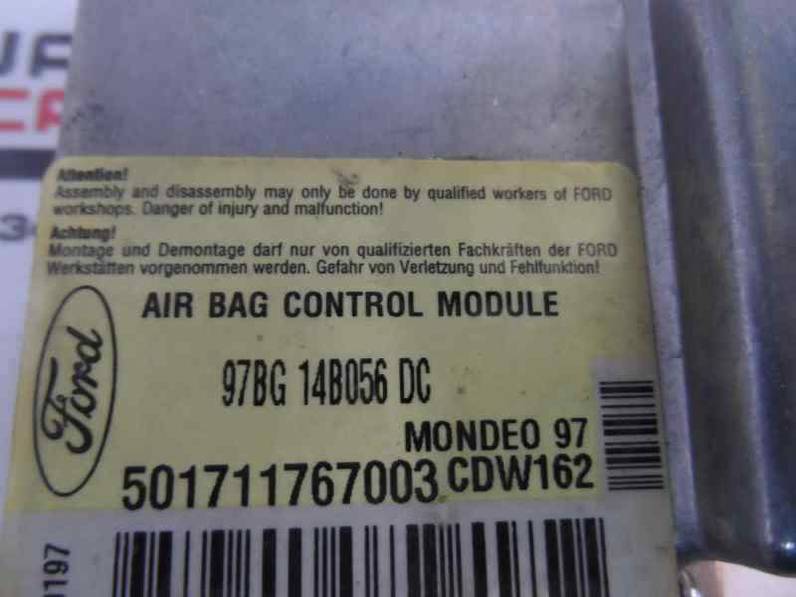 Attention!
Assembly and disassembly may only be done by qualified workers of FORD
workshops. Danger of injury and malfunction!
Achtung!
Montage und Demontage darf nur von qualifizierten Fachkräften der FORD
Werkstätten vorgenommen werden. Gefahr von Verletzung und Fehlfunktion!
AIR BAG CONTROL MODULE
Ford
97BG 14B056 DC
MONDEO 97
501711767003 CDW162